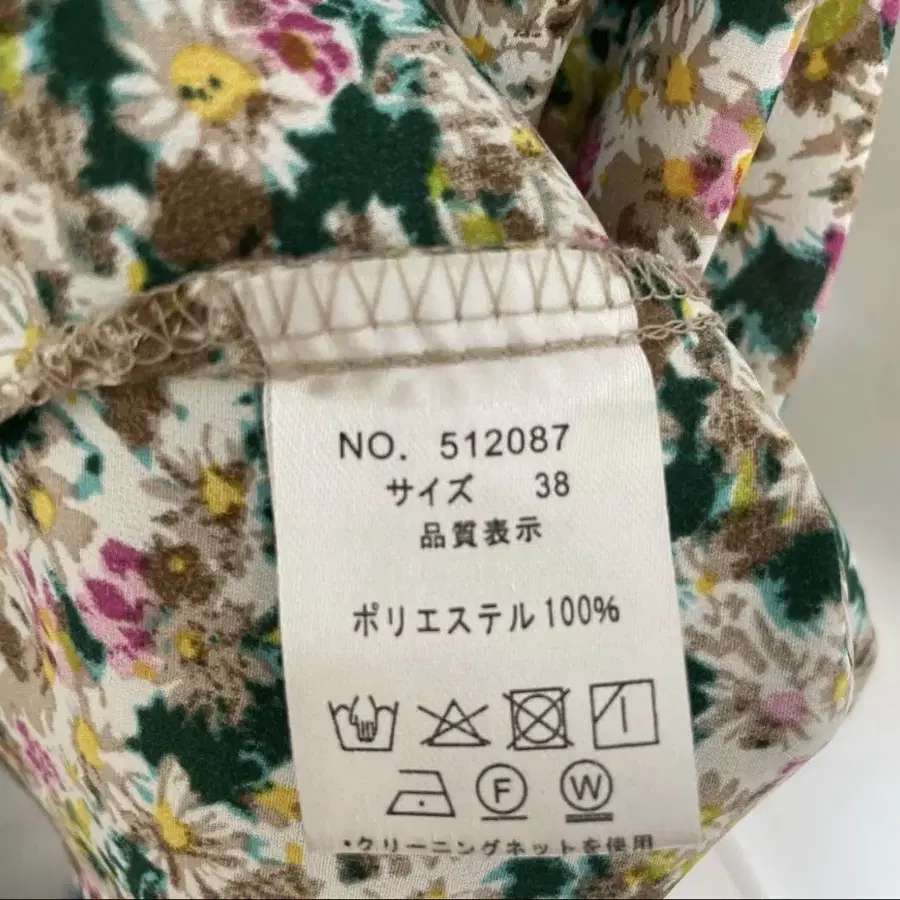 NO. 512087
サイズ 38
品質表示
ポリエステル100%
F W
・クリーニングネットを使用